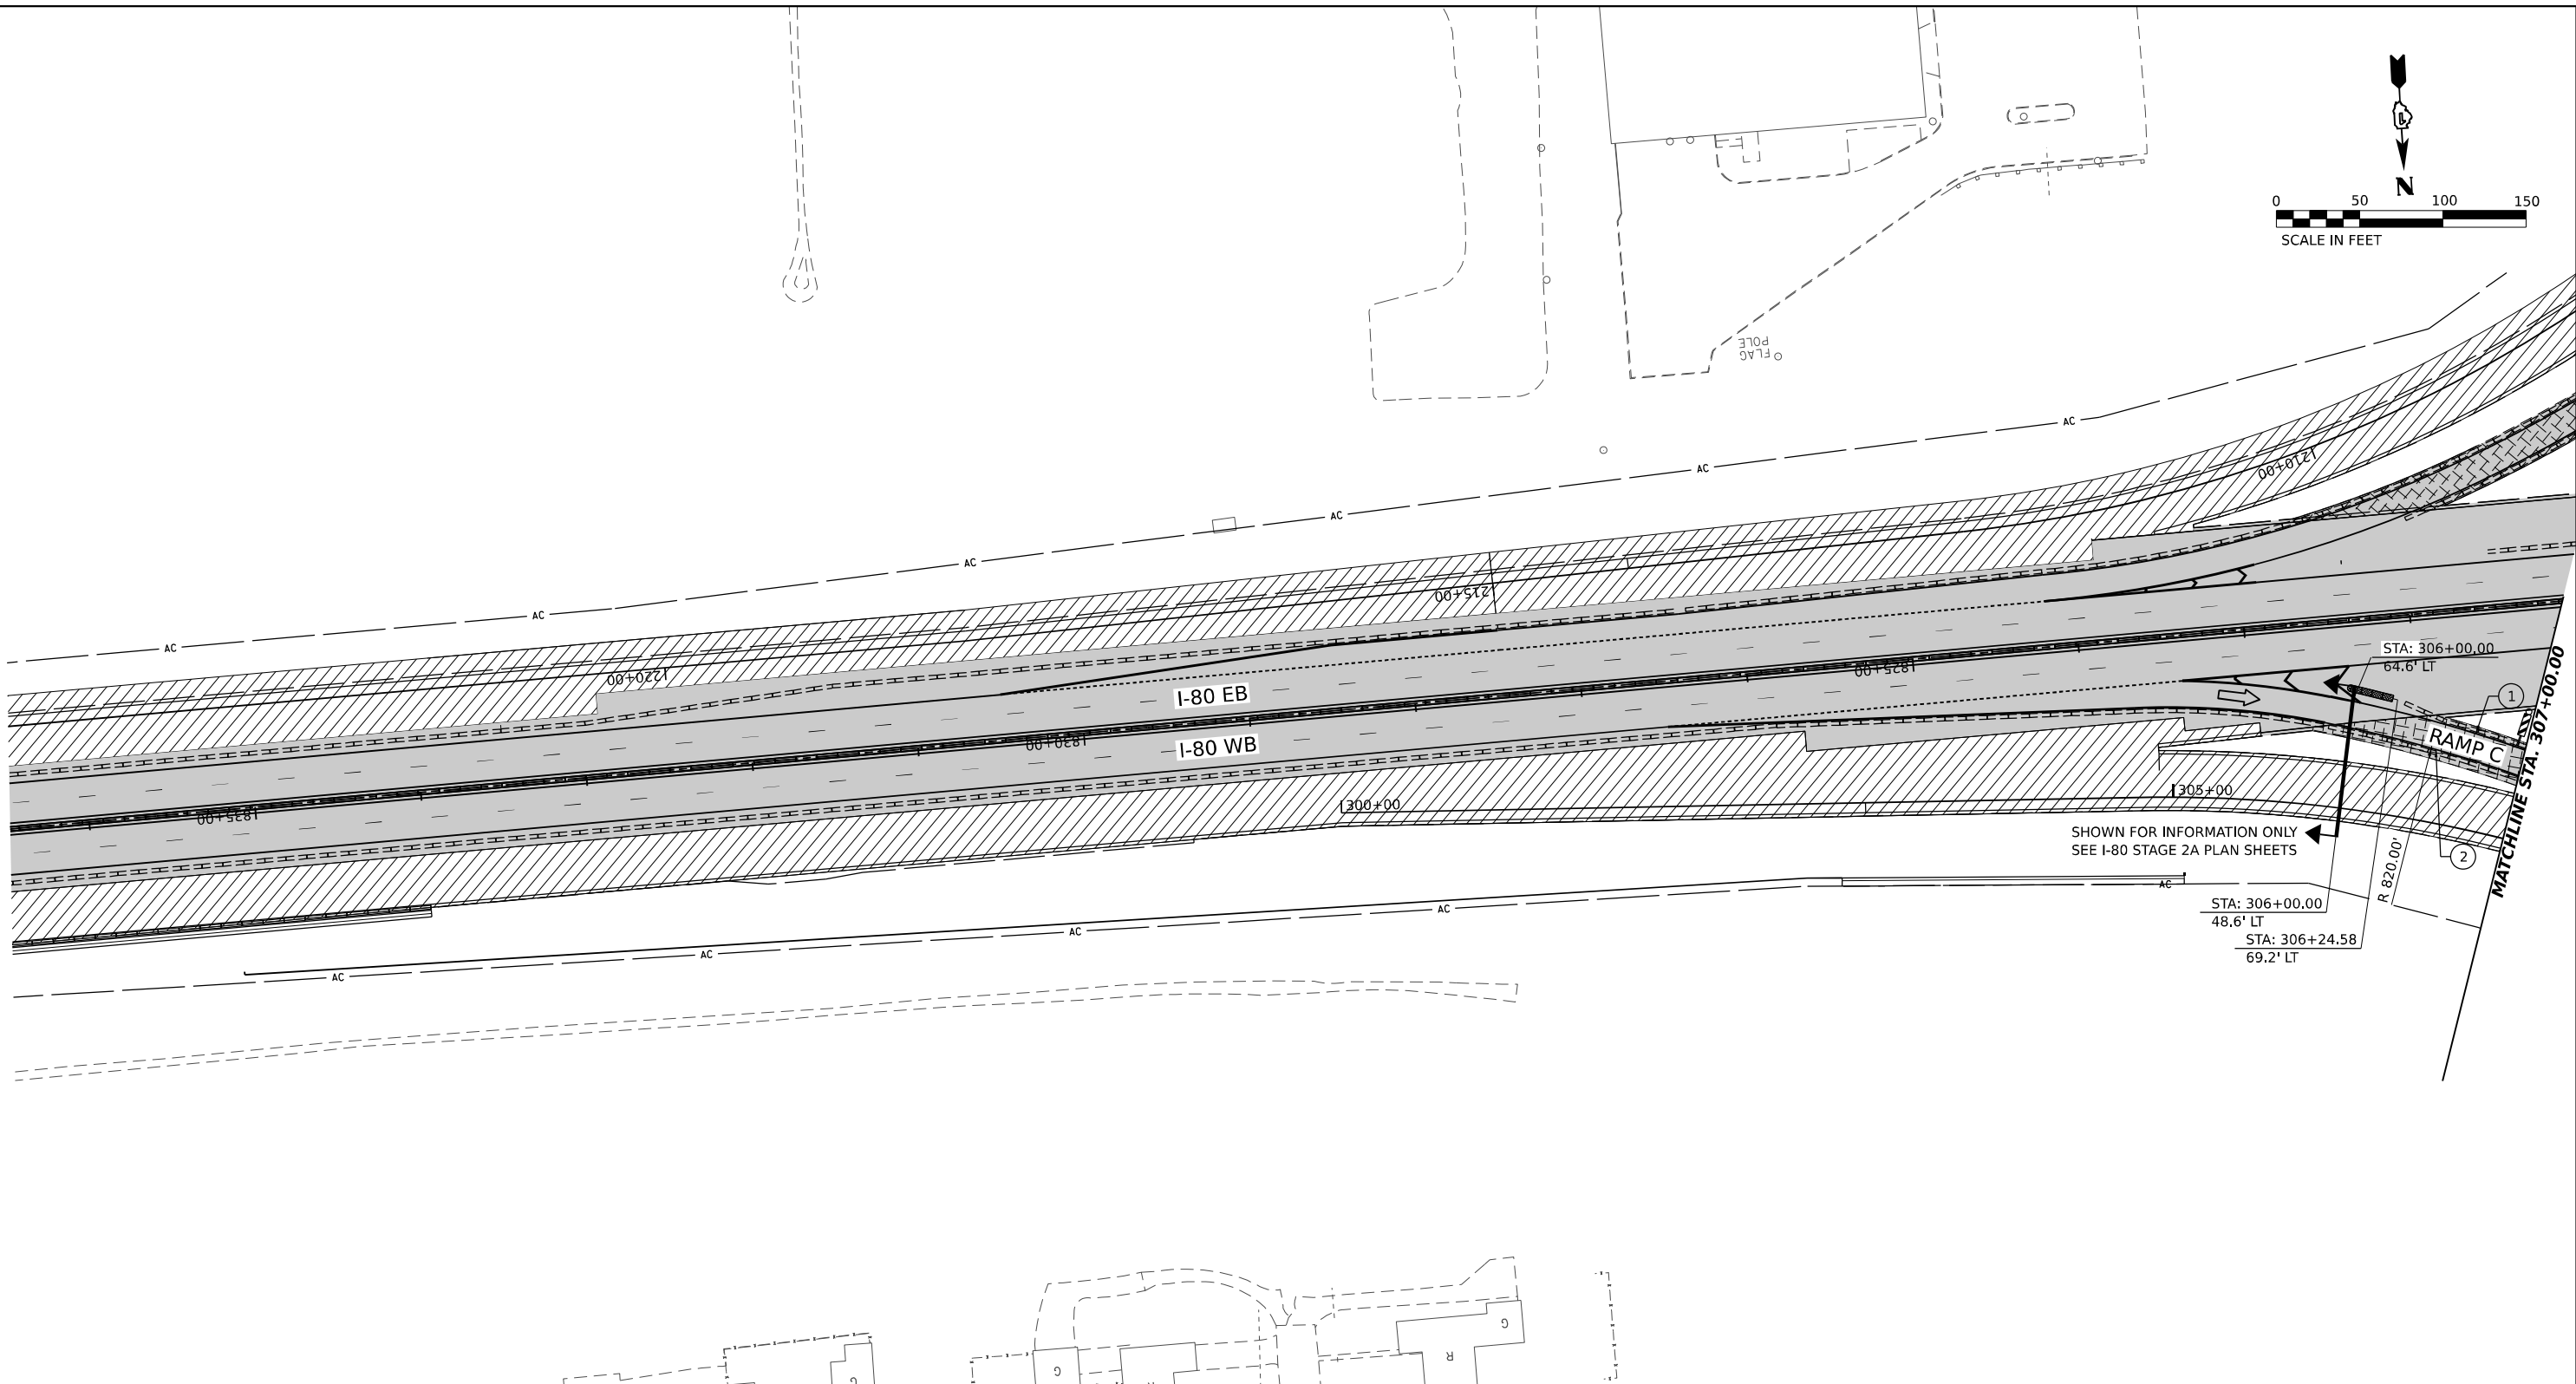 N
0 50 100 150
SCALE IN FEET
FLAG
POLE
AC
AC
210+00
AC
AC
215+00
AC
AC
AC
220+00
STA: 306+00.00
64.6' LT
1825+00
I-80 EB
1
I-80 WB
1830+00
RAMP C
MATCHLINE STA. 307+00.00
305+00
300+00
1835+00
SHOWN FOR INFORMATION ONLY
SEE I-80 STAGE 2A PLAN SHEETS
2
R 820.00'
AC
STA: 306+00.00
48.6' LT
AC
AC
STA: 306+24.58
69.2' LT
AC
AC
G
R
G
G